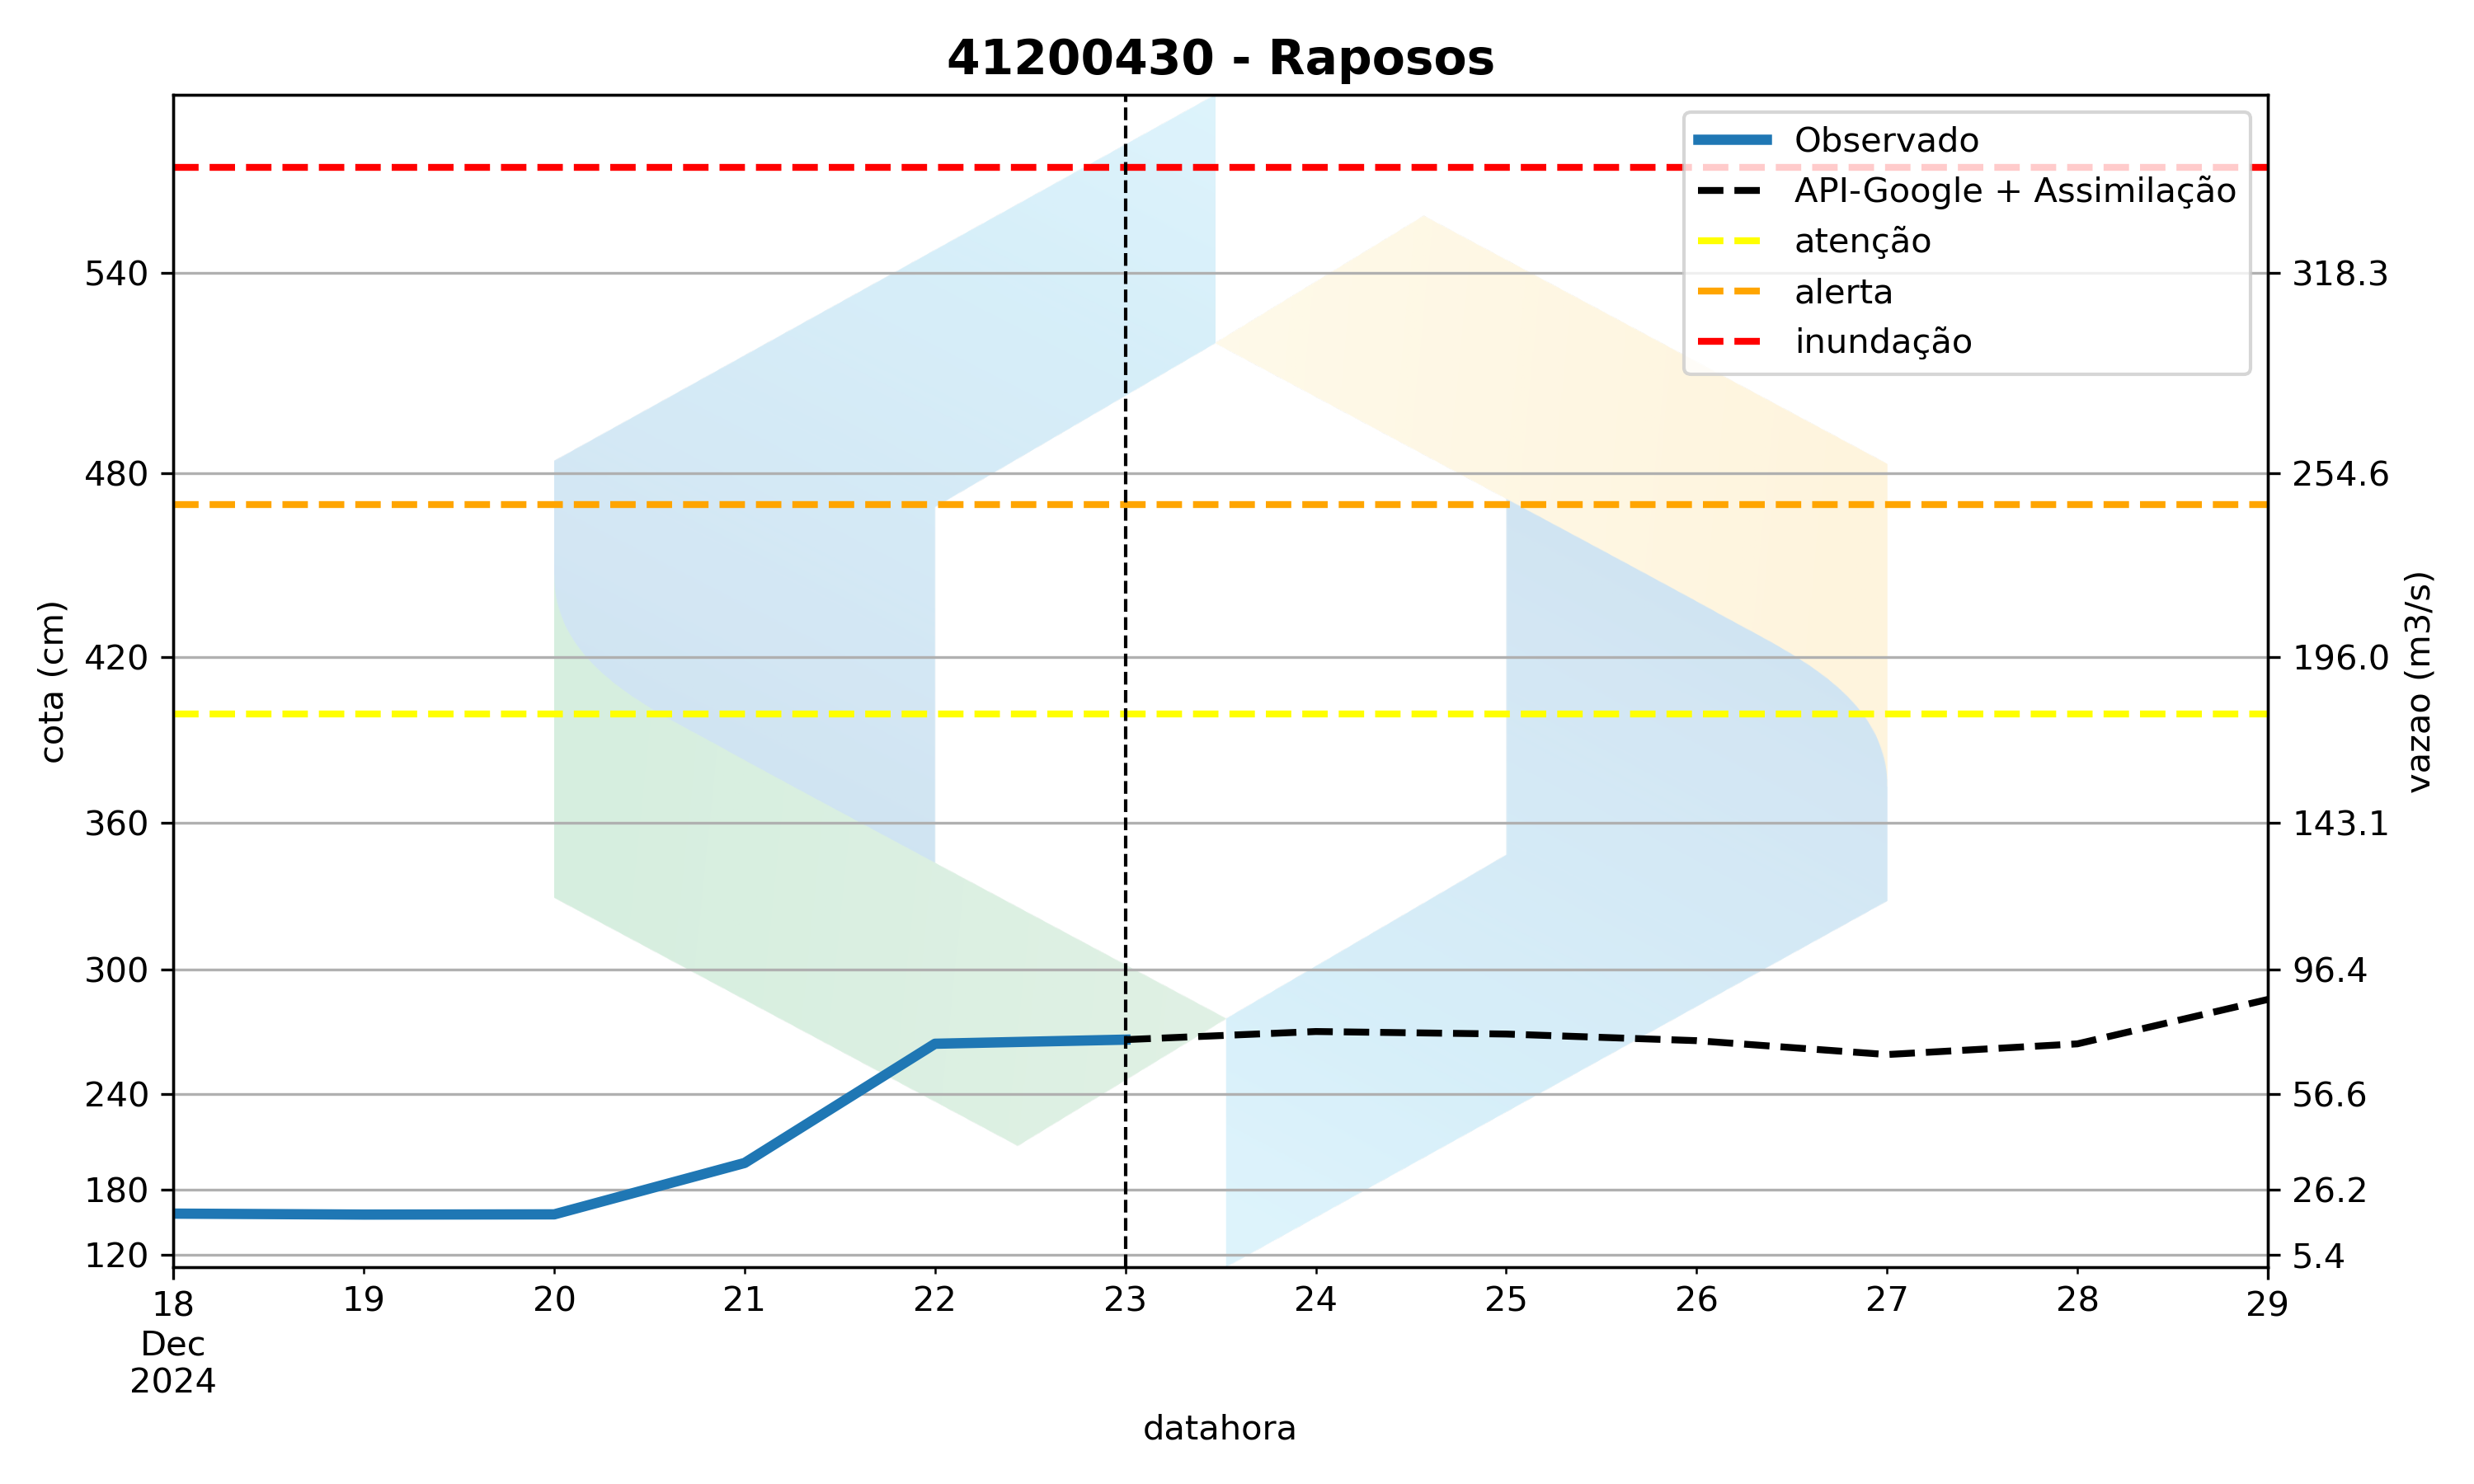 41200430 - Raposos
Observado
API-Google + Assimilação
atenção
alerta
inundação
540
480
420
360
300
240
180
120
cota (cm)
318.3
254.6
196.0
143.1
96.4
56.6
26.2
5.4
vazao (m3/s)
18 19 20 21 22 23 24 25 26 27 28 29
Dec
2024
datahora